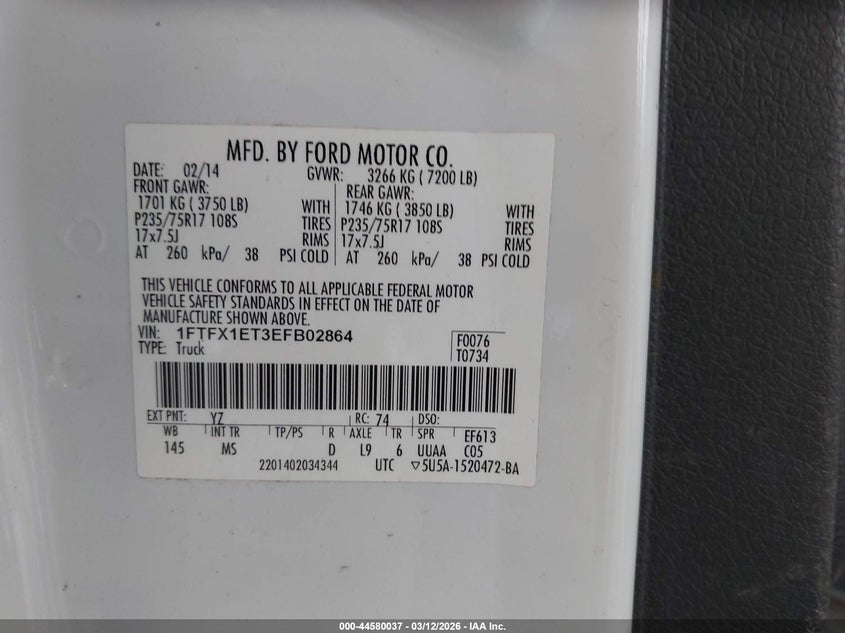 MFD. BY FORD MOTOR CO.
DATE: 02/14 GVWR: 3266 KG ( 7200 LB)
FRONT GAWR: REAR GAWR:
1701 KG ( 3750 LB) WITH 1746 KG ( 3850 LB) WITH
P235/75R17 108S TIRES P235/75R17 108S TIRES
17x7.5J RIMS 17x7.5J RIMS
AT 260 kPa/ 38 PSI COLD AT 260 kPa/ 38 PSI COLD
THIS VEHICLE CONFORMS TO ALL APPLICABLE FEDERAL MOTOR
VEHICLE SAFETY STANDARDS IN EFFECT ON THE DATE OF
MANUFACTURE SHOWN ABOVE.
VIN: 1FTFX1ET3EFB02864 F0076
TYPE: Truck T0734
EXT PNT: YZ RC: 74 DSO:
WB INT TR TP/PS R AXLE TR SPR EF613
145 MS D L9 6 UUAA C05
2201402034344 UTC ▽5U5A-1520472-BA
000-44580037 - 03/12/2026 - IAA Inc.